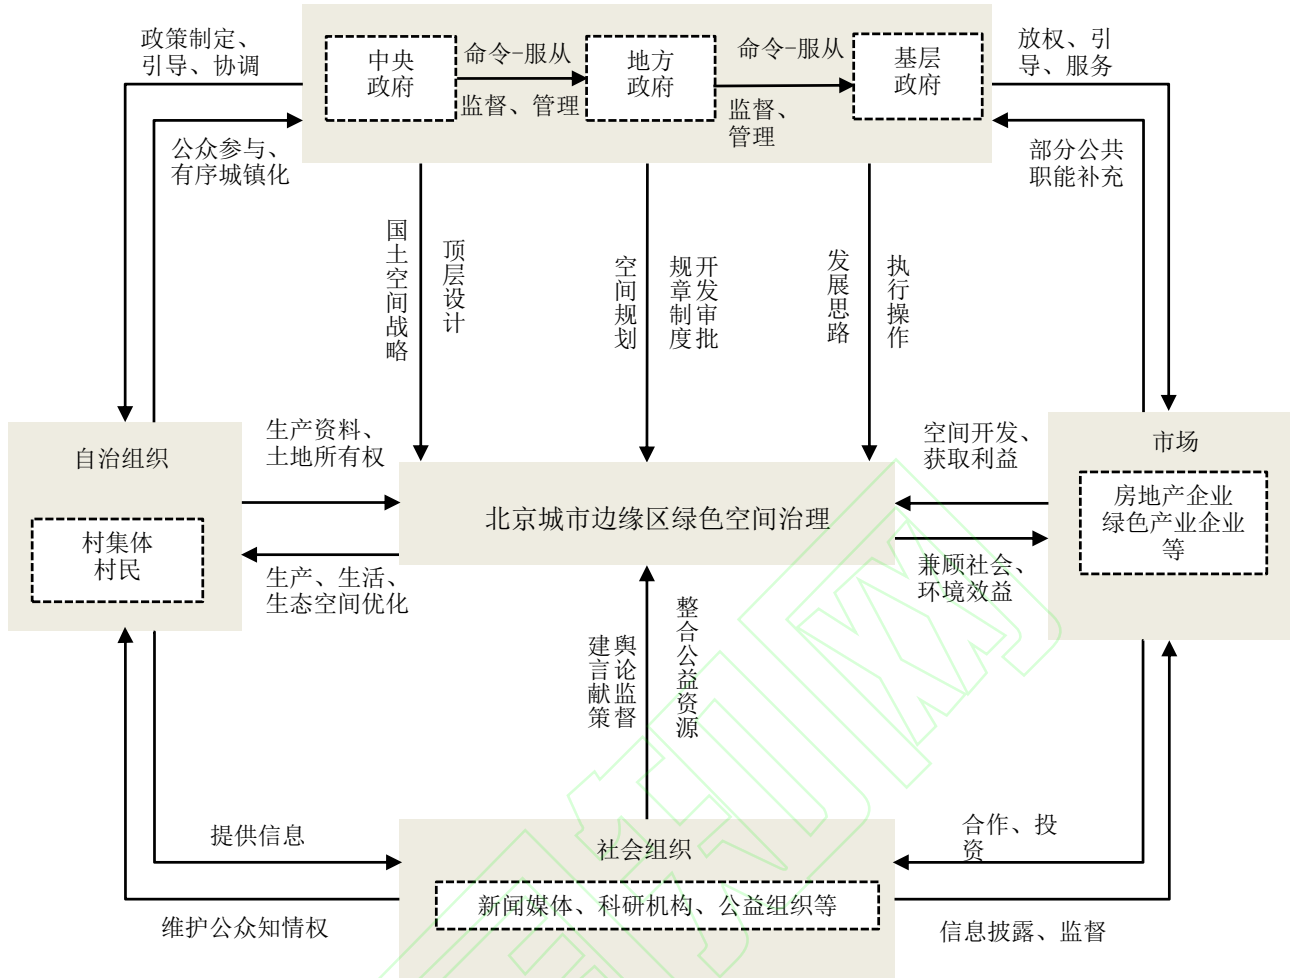 政策制定、
引导、协调
中央
政府
命令-服从
监督、管理
地方
政府
命令-服从
监督、
管理
基层
政府
放权、引
导、服务
公众参与、
有序城镇化
部分公共
职能补充
国土空间战略
顶层设计
空间规划
规章制度
开发审批
发展思路
执行操作
自治组织
村集体
村民
生产资料、
土地所有权
生产、生活、
生态空间优化
北京城市边缘区绿色空间治理
空间开发、
获取利益
兼顾社会、
环境效益
市场
房地产企业
绿色产业企业
等
建言献策
舆论监督
整合公益资源
提供信息
维护公众知情权
社会组织
新闻媒体、科研机构、公益组织等
合作、投
资
信息披露、监督